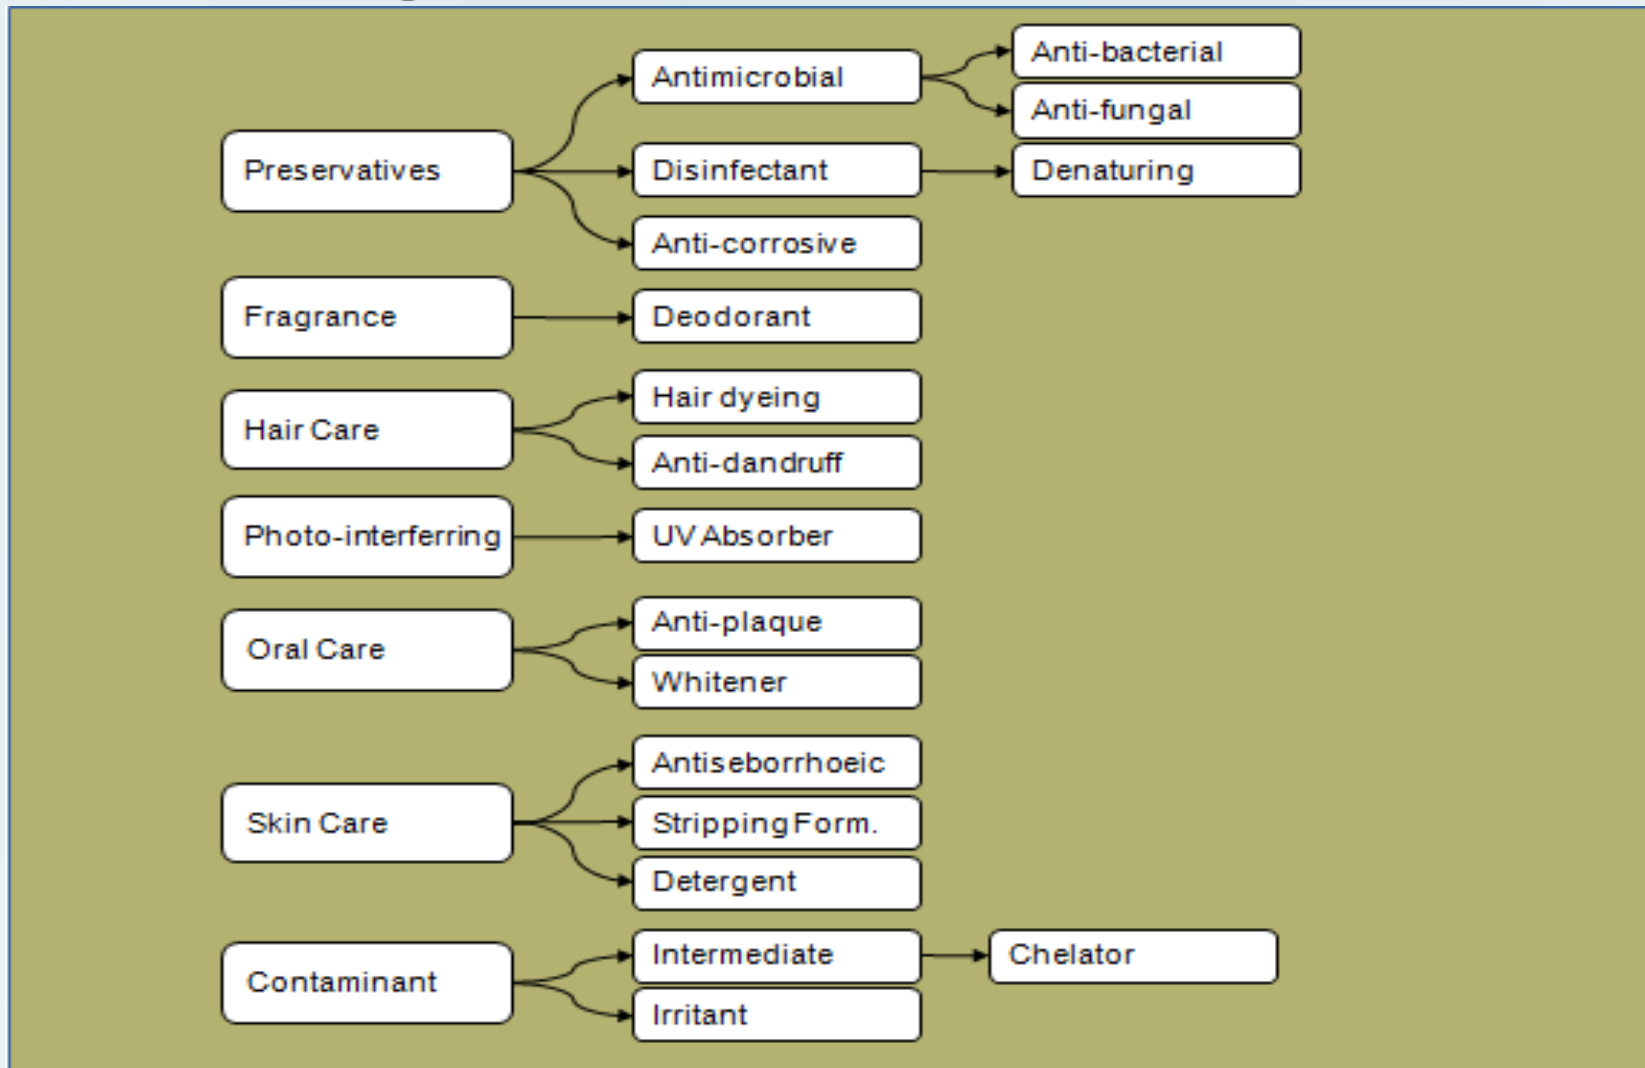 Anti-bacterial
Antimicrobial
Anti-fungal
Preservatives
Disinfectant
Denaturing
Anti-corrosive
Fragrance
Deodorant
Hair dyeing
Hair Care
Anti-dandruff
Photo-interferring
UV Absorber
Anti-plaque
Oral Care
Whitener
Antiseborrhoeic
Skin Care
Stripping Form.
Detergent
Intermediate
Chelator
Contaminant
Irritant